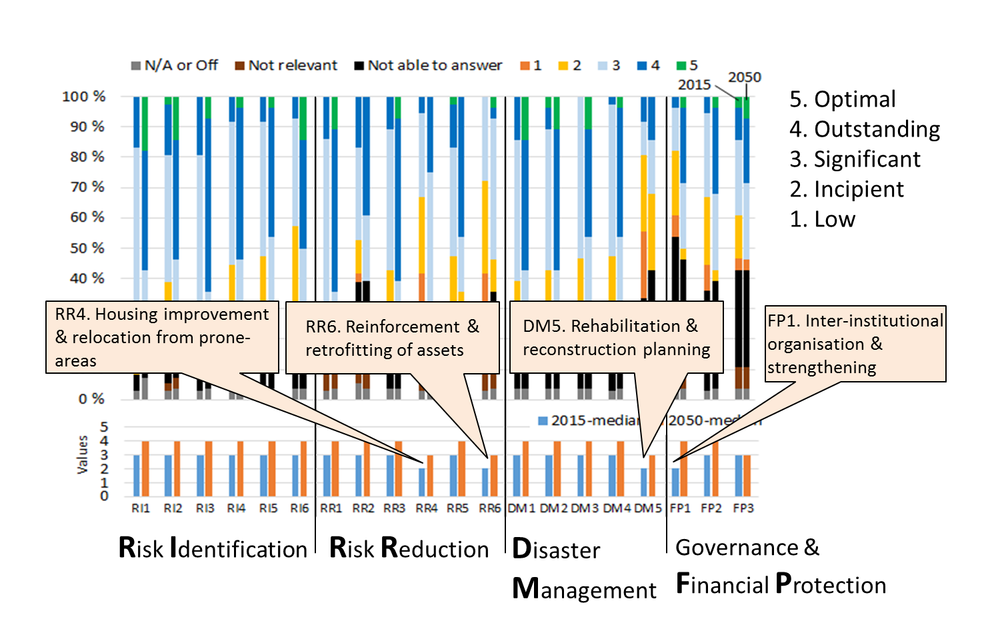 N/A or Off Not relevant Not able to answer 1 2 3 4 5
2050
2015
100 %
90 %
80 %
70 %
60 %
50 %
40 %
0 %
5. Optimal
4. Outstanding
3. Significant
2. Incipient
1. Low
RR4. Housing improvement
& relocation from prone-
areas
RR6. Reinforcement &
retrofitting of assets
DM5. Rehabilitation &
reconstruction planning
FP1. Inter-institutional
organisation &
strengthening
2015-median 2050-median
Values
5
4
3
2
1
0
RI1 RI2 RI3 RI4 RI5 RI6 RR1 RR2 RR3 RR4 RR5 RR6 DM1 DM2 DM3 DM4 DM5 FP1 FP2 FP3
Risk Identification
Risk Reduction
Disaster
Management
Governance &
Financial Protection